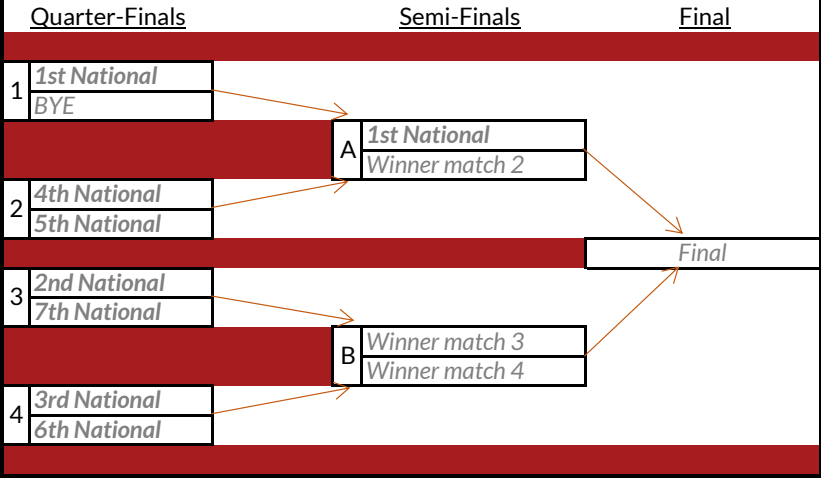 Quarter-Finals Semi-Finals Final
1 1st National
BYE
A 1st National
Winner match 2
2 4th National
5th National
Final
3 2nd National
7th National
B Winner match 3
Winner match 4
4 3rd National
6th National